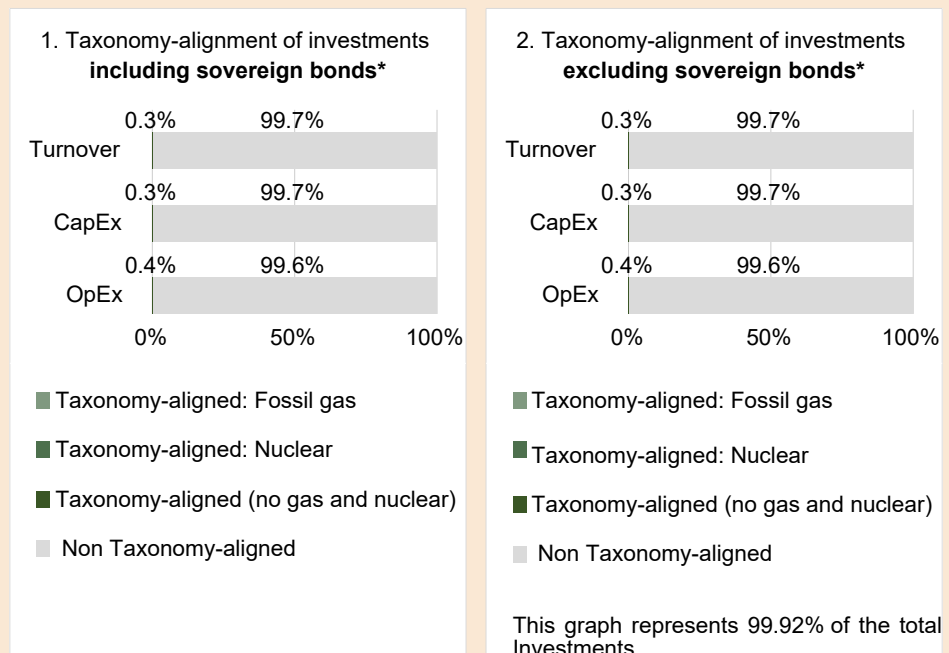 1. Taxonomy-alignment of investments
including sovereign bonds*
0.3% 99.7%
Turnover
0.3% 99.7%
CapEx
0.4% 99.6%
OpEx
0% 50% 100%
Taxonomy-aligned: Fossil gas
Taxonomy-aligned: Nuclear
Taxonomy-aligned (no gas and nuclear)
Non Taxonomy-aligned
2. Taxonomy-alignment of investments
excluding sovereign bonds*
0.3% 99.7%
Turnover
0.3% 99.7%
CapEx
0.4% 99.6%
OpEx
0% 50% 100%
Taxonomy-aligned: Fossil gas
Taxonomy-aligned: Nuclear
Taxonomy-aligned (no gas and nuclear)
Non Taxonomy-aligned
This graph represents 99.92% of the total
Investments